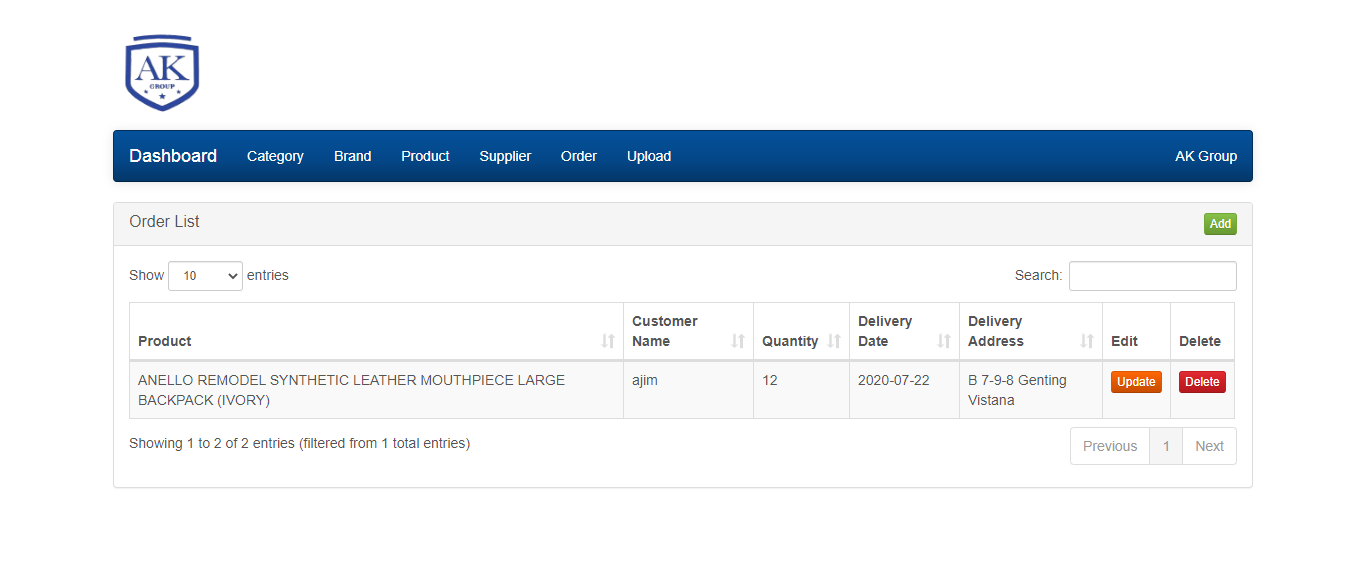 AK
GROUP
Dashboard Category Brand Product Supplier Order Upload AK Group
Order List Add
Show 10 entries Search:
Product Customer Name Quantity Delivery Date Delivery Address Edit Delete
ANELLO REMODEL SYNTHETIC LEATHER MOUTHPIECE LARGE ajim 12 2020-07-22 B 7-9-8 Genting Update Delete
BACKPACK (IVORY) Vistana
Showing 1 to 2 of 2 entries (filtered from 1 total entries) Previous 1 Next